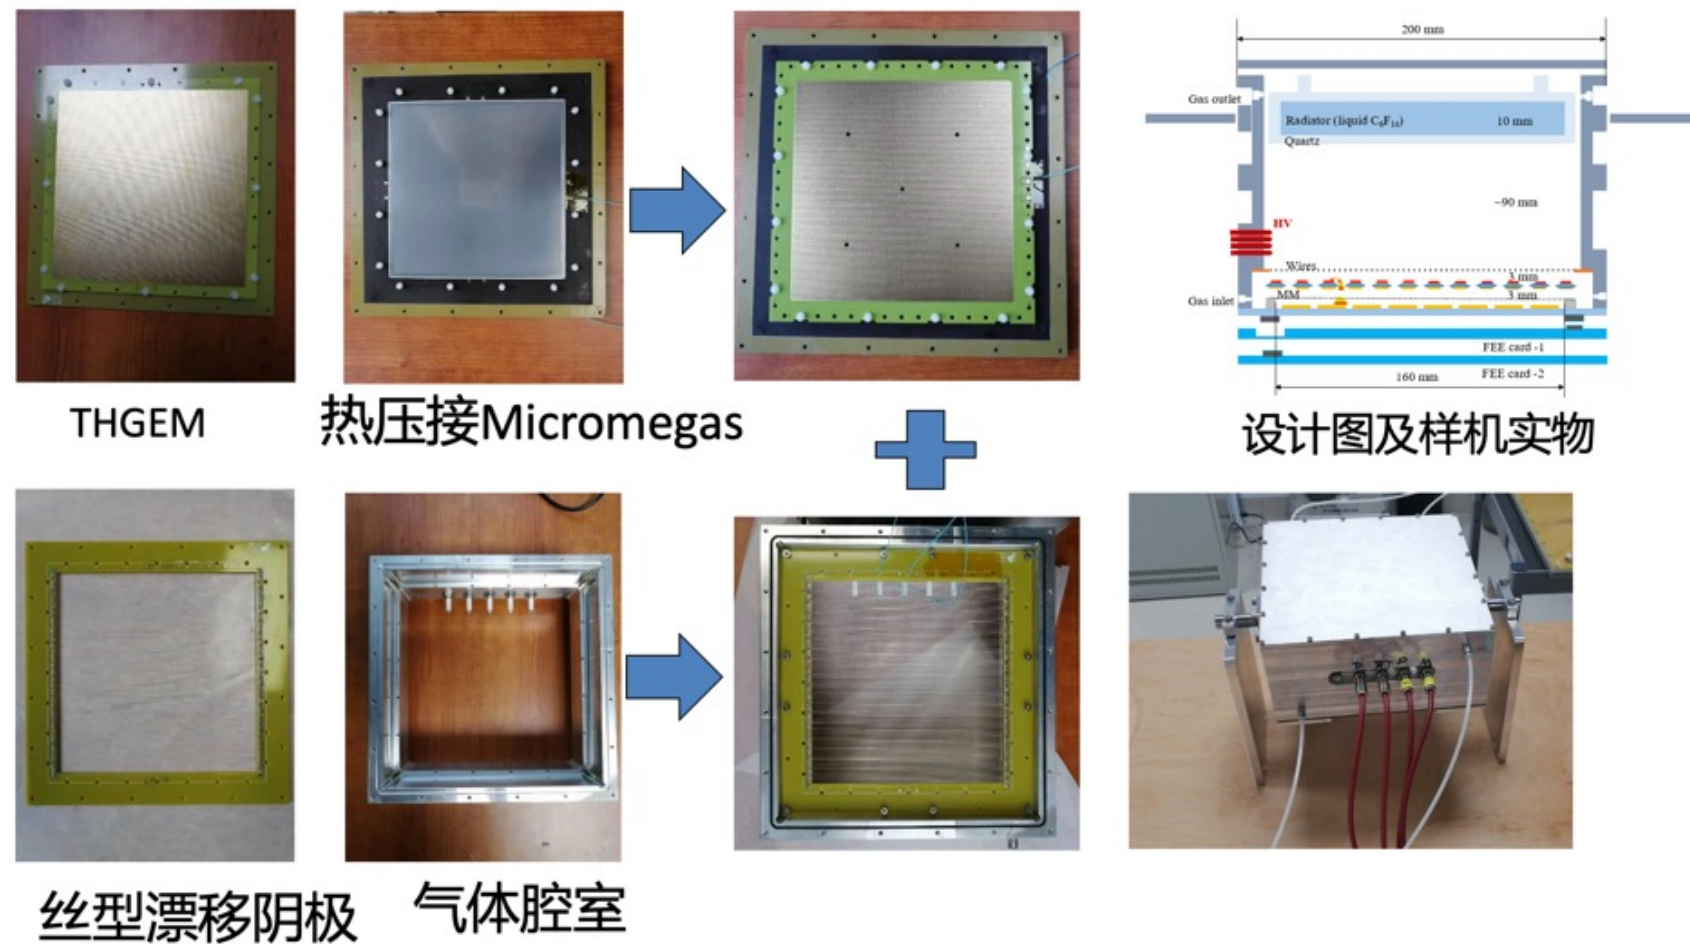 200 mm
Gas outlet
Radiator (liquid C₆F₁₄) 10 mm
Quartz
~90 mm
HV
Wires 3 mm
MM 3 mm
Gas inlet
FEE card -1
FEE card -2
160 mm
THGEM
热压接Micromegas
设计图及样机实物
丝型漂移阴极
气体腔室